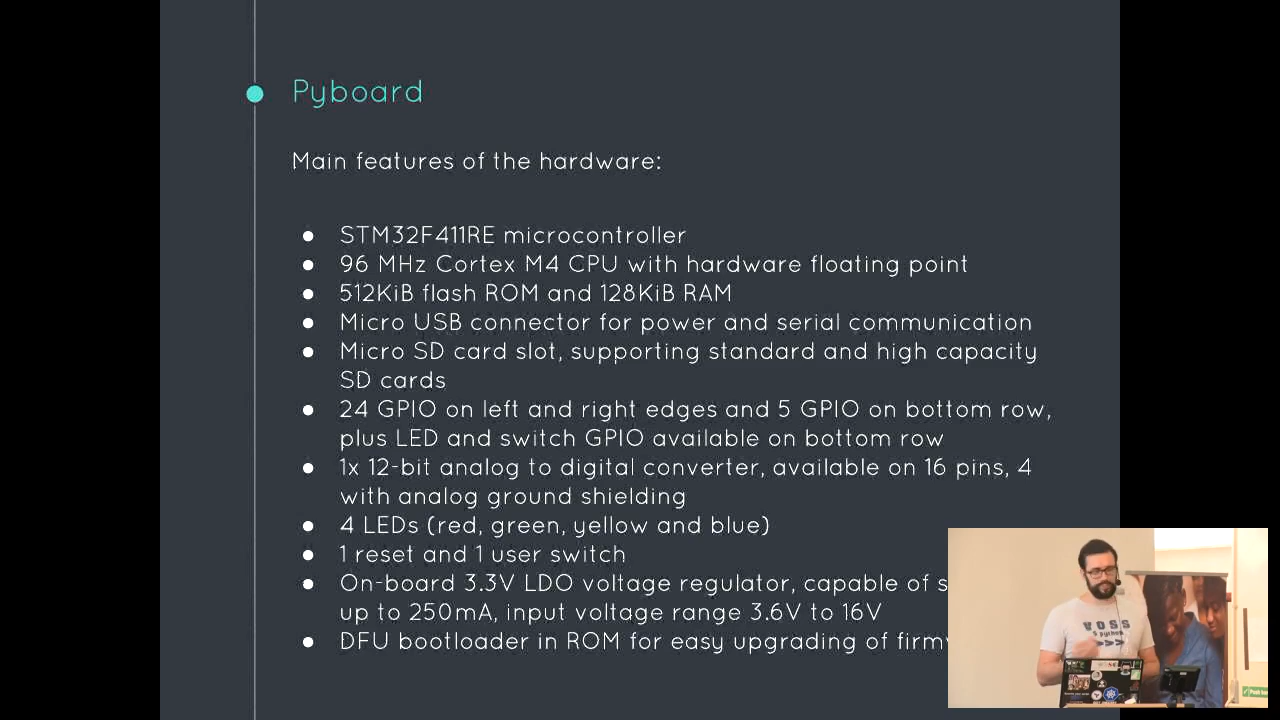 Pyboard
Main features of the hardware:
● STM32F411RE microcontroller
● 96 MHz Cortex M4 CPU with hardware floating point
● 512KiB flash ROM and 128KiB RAM
● Micro USB connector for power and serial communication
● Micro SD card slot, supporting standard and high capacity
SD cards
● 24 GPIO on left and right edges and 5 GPIO on bottom row,
plus LED and switch GPIO available on bottom row
● 1x 12-bit analog to digital converter, available on 16 pins, 4
with analog ground shielding
● 4 LEDs (red, green, yellow and blue)
● 1 reset and 1 user switch
● On-board 3.3V LDO voltage regulator, capable of
up to 250mA, input voltage range 3.6V to 16V
● DFU bootloader in ROM for easy upgrading of
VOSS
python